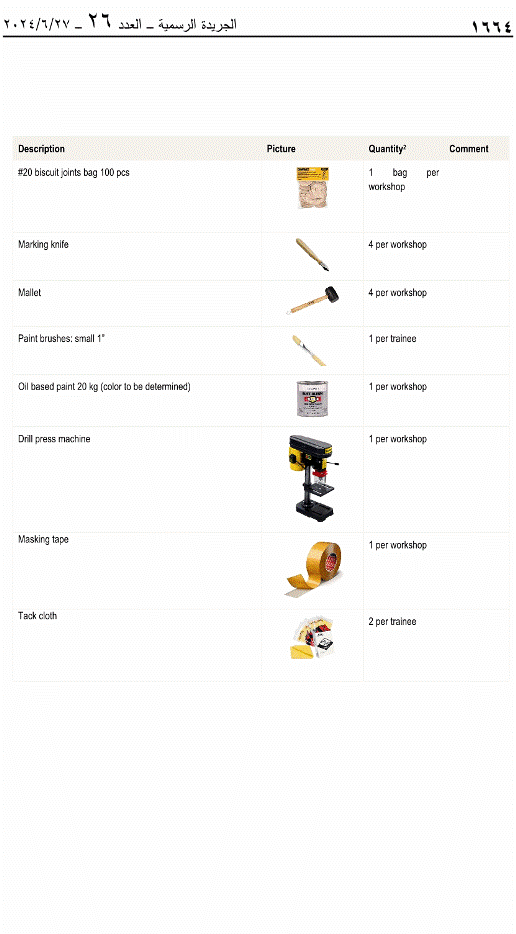 ١٦٦٤
الجريدة الرسمية ــ العدد ٢٦ ــ ٢٠٢٤/٦/٢٧
Description Picture Quantity² Comment
#20 biscuit joints bag 100 pcs 1 bag per
workshop
Marking knife 4 per workshop
Mallet 4 per workshop
Paint brushes: small 1” 1 per trainee
Oil based paint 20 kg (color to be determined) 1 per workshop
Drill press machine 1 per workshop
Masking tape 1 per workshop
Tack cloth 2 per trainee